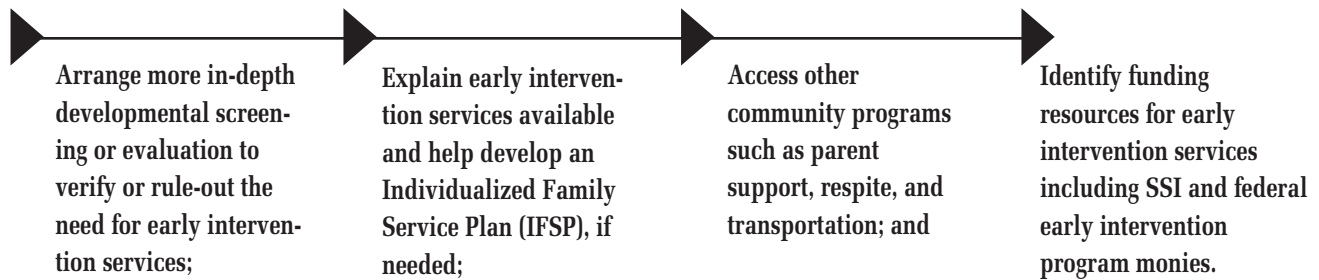 Arrange more in-depth
developmental screen-
ing or evaluation to
verify or rule-out the
need for early interven-
tion services;
Explain early interven-
tion services available
and help develop an
Individualized Family
Service Plan (IFSP), if
needed;
Access other
community programs
such as parent
support, respite, and
transportation; and
Identify funding
resources for early
intervention services
including SSI and federal
early intervention
program monies.